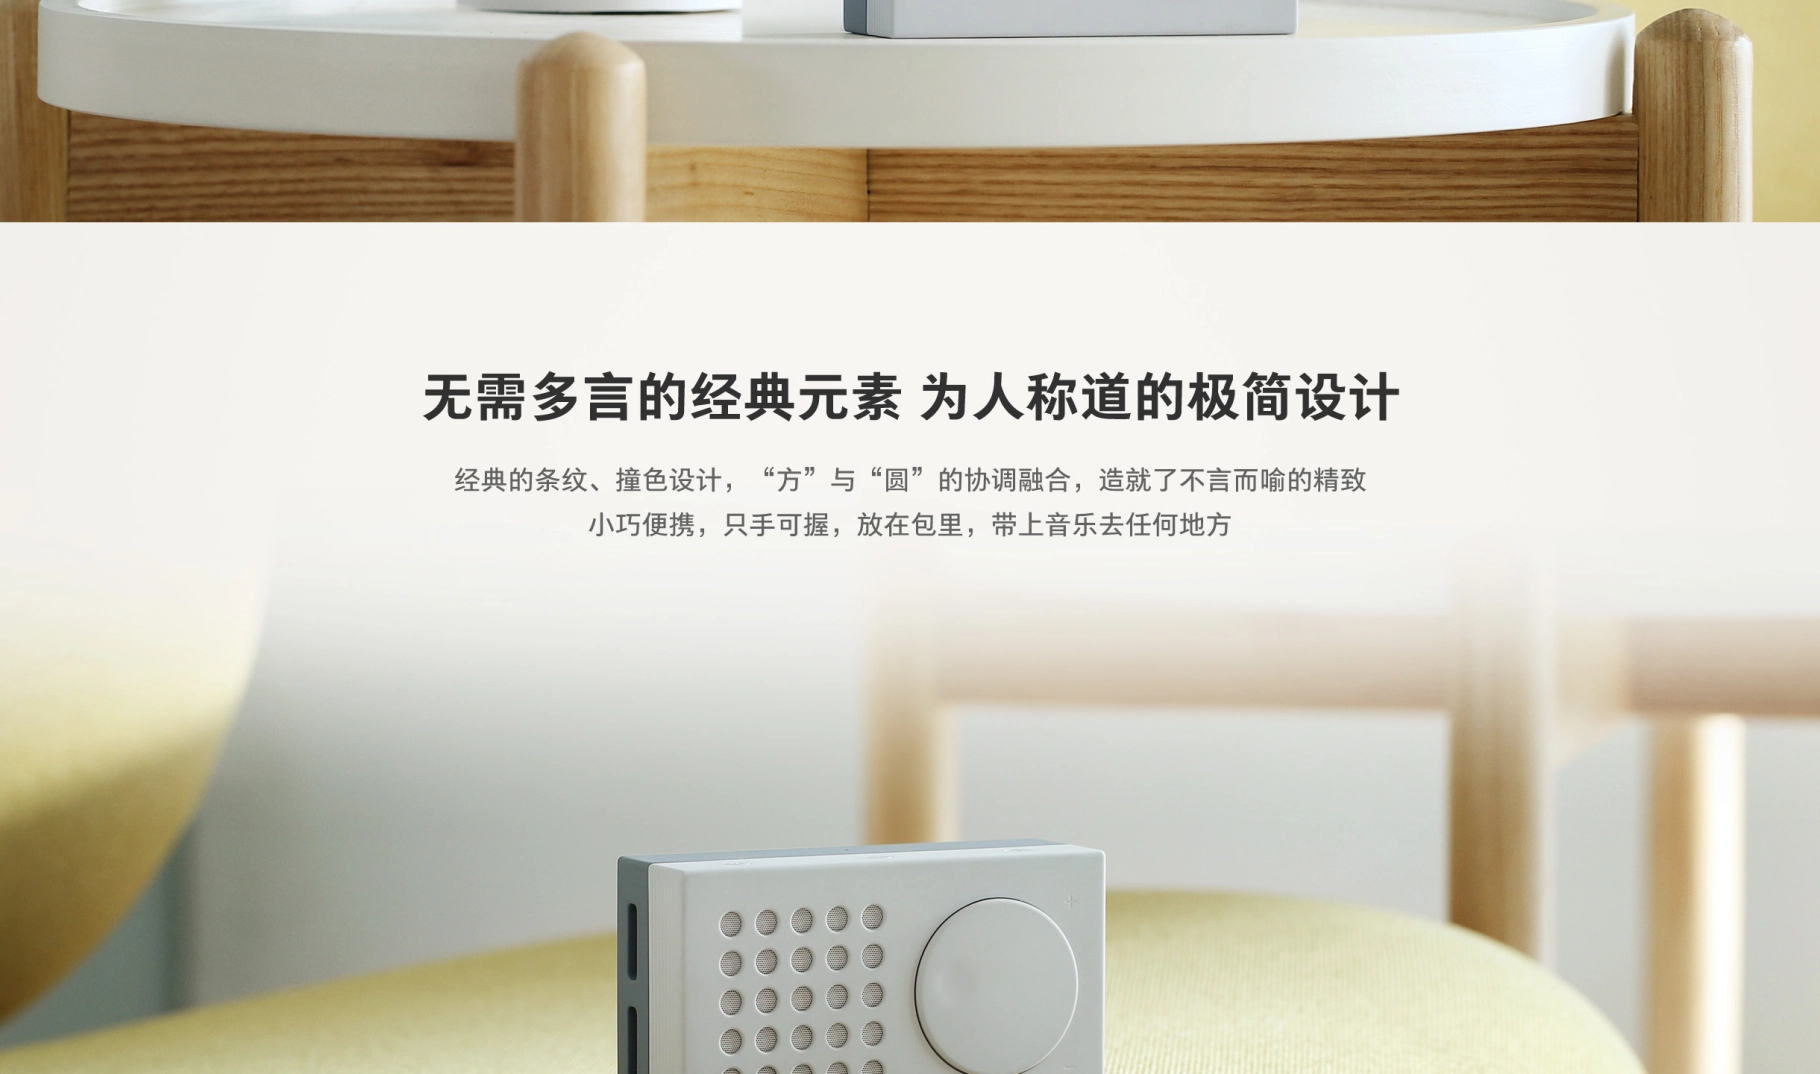 无需多言的经典元素 为人称道的极简设计
经典的条纹、撞色设计，“方”与“圆”的协调融合，造就了不言而喻的精致
小巧便携，只手可握，放在包里，带上音乐去任何地方